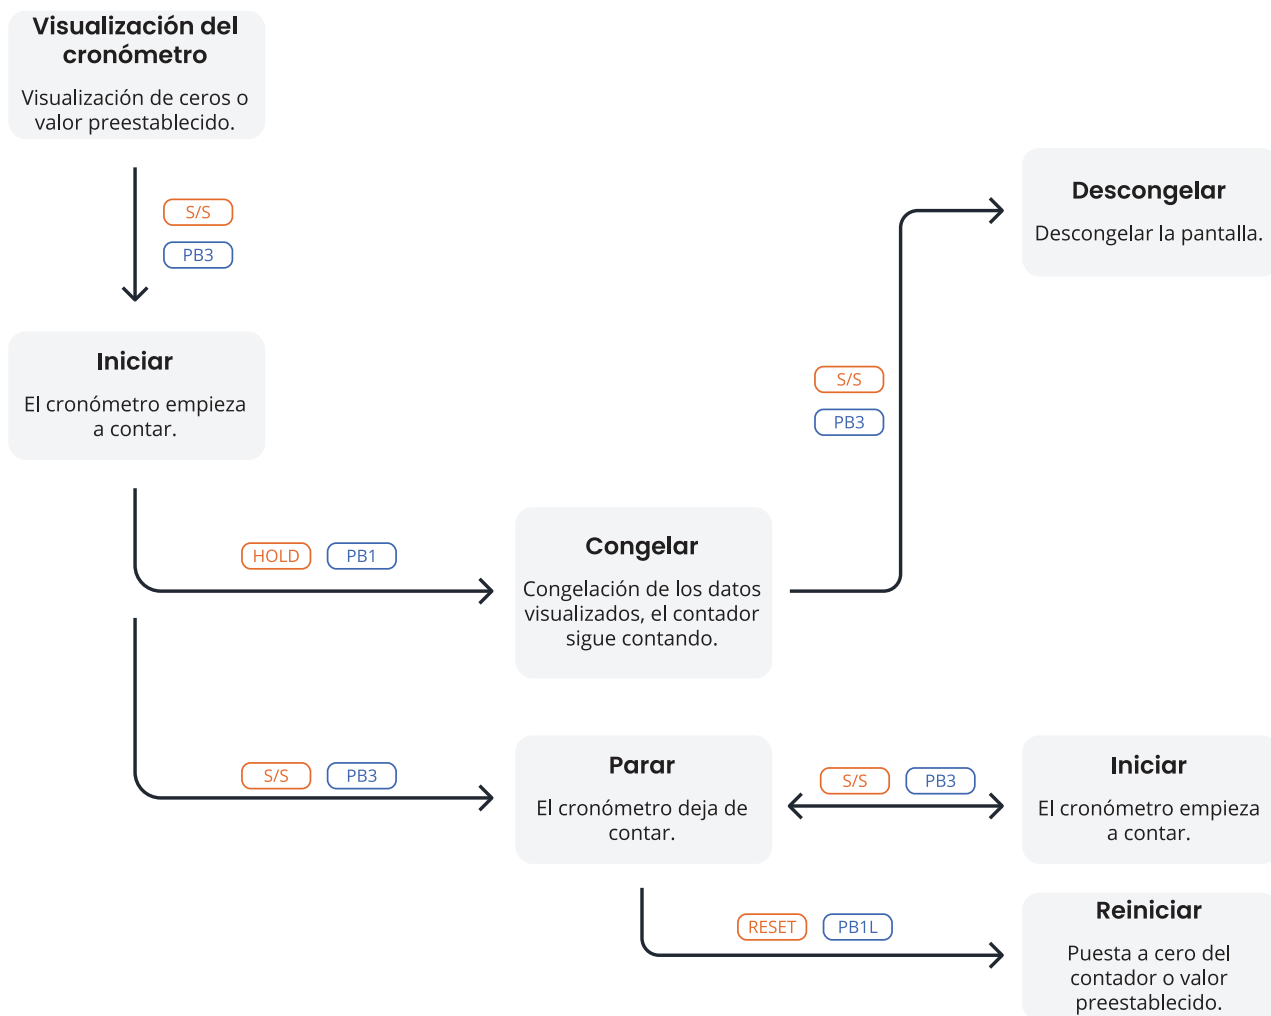 Visualización del
cronómetro
Visualización de ceros o
valor preestablecido.
S/S
PB3
Descongelar
Descongelar la pantalla.
Iniciar
El cronómetro empieza
a contar.
S/S
PB3
HOLD PB1
Congelar
Congelación de los datos
visualizados, el contador
sigue contando.
S/S PB3
Parar
El cronómetro deja de
contar.
S/S PB3
Iniciar
El cronómetro empieza
a contar.
RESET PB1L
Reiniciar
Puesta a cero del
contador o valor
preestablecido.